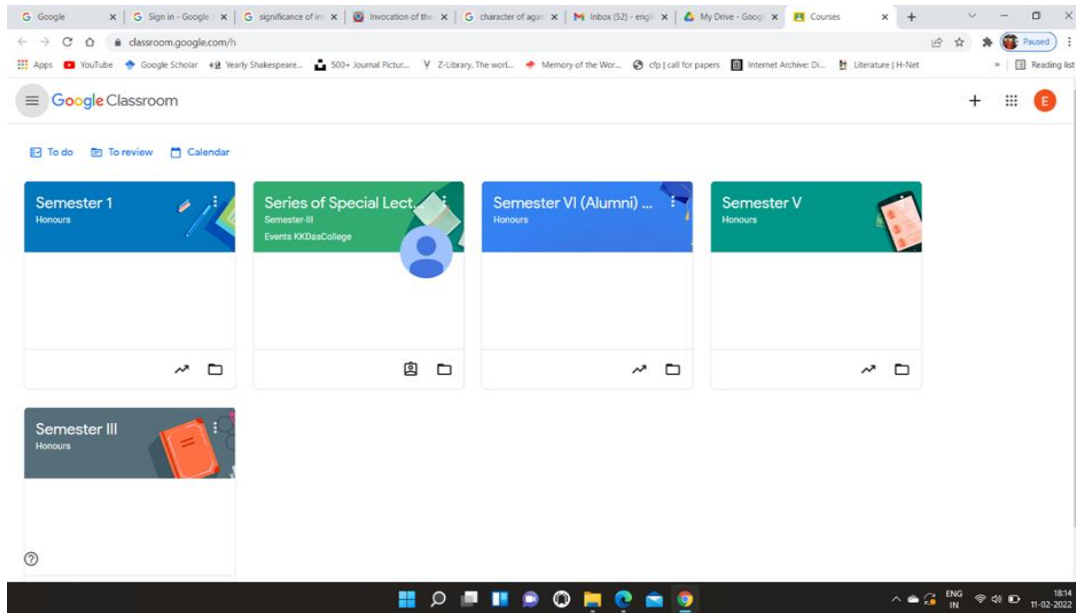 Google
Sign in - Google
significance of in
Invocation of the
character of aga
Inbox (52) - engl
My Drive - Goog
Courses
classroom.google.com/h
Paused
Apps
YouTube
Google Scholar
Yearly Shakespeare...
500+ Journal Pictur...
Z-Library. The worl...
Memory of the Wor...
cfp | call for papers
Internet Archive: Di...
Literature | H-Net
»
Reading list
Google Classroom
E
To do
To review
Calendar
Semester 1
Honours
Series of Special Lect...
Semester-III
Events KKDasCollege
Semester VI (Alumni) ...
Honours
Semester V
Honours
Semester III
Honours
ENG
IN
18:14
11-02-2022